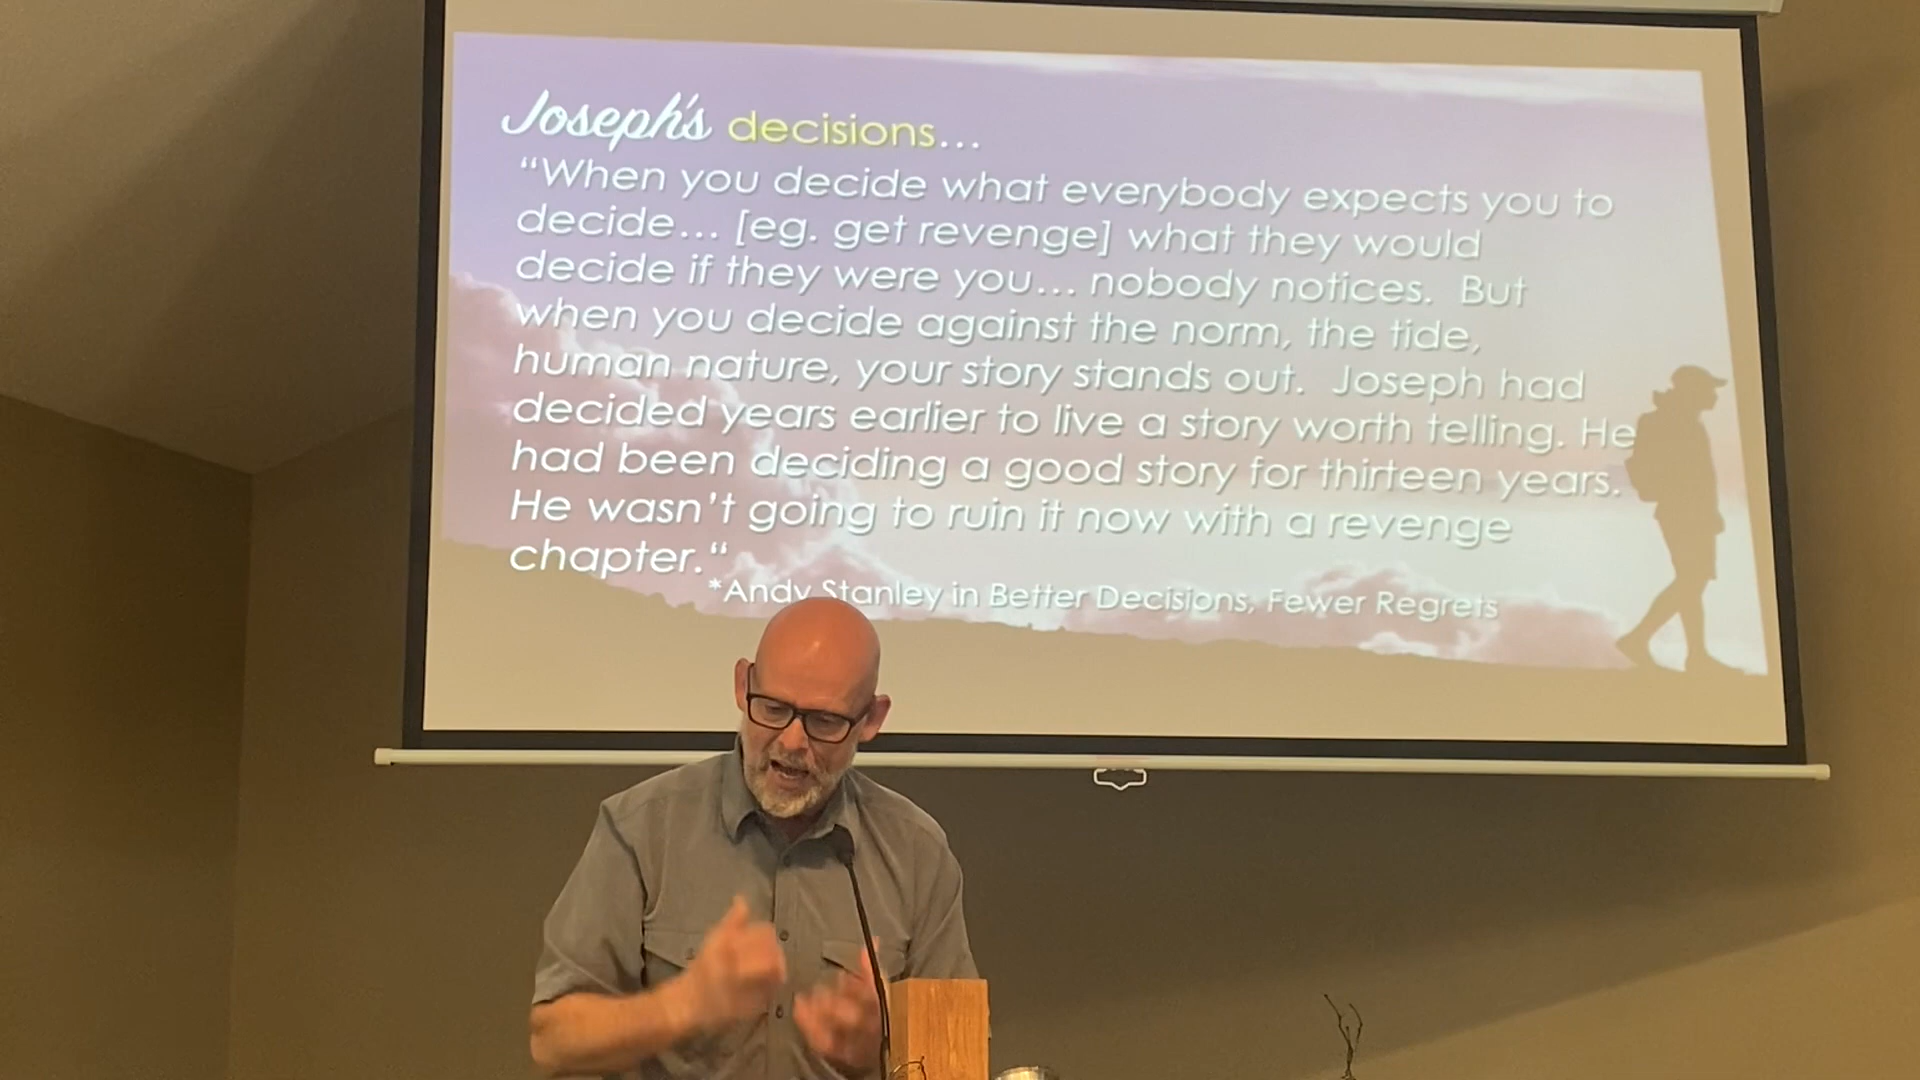 Joseph's decisions...
“When you decide what everybody expects you to
decide... [eg. get revenge] what they would
decide if they were you... nobody notices. But
when you decide against the norm, the tide,
human nature, your story stands out. Joseph had
decided years earlier to live a story worth telling. He
had been deciding a good story for thirteen years.
He wasn't going to ruin it now with a revenge
chapter.“
*Andy Stanley in Better Decisions, Fewer Regrets